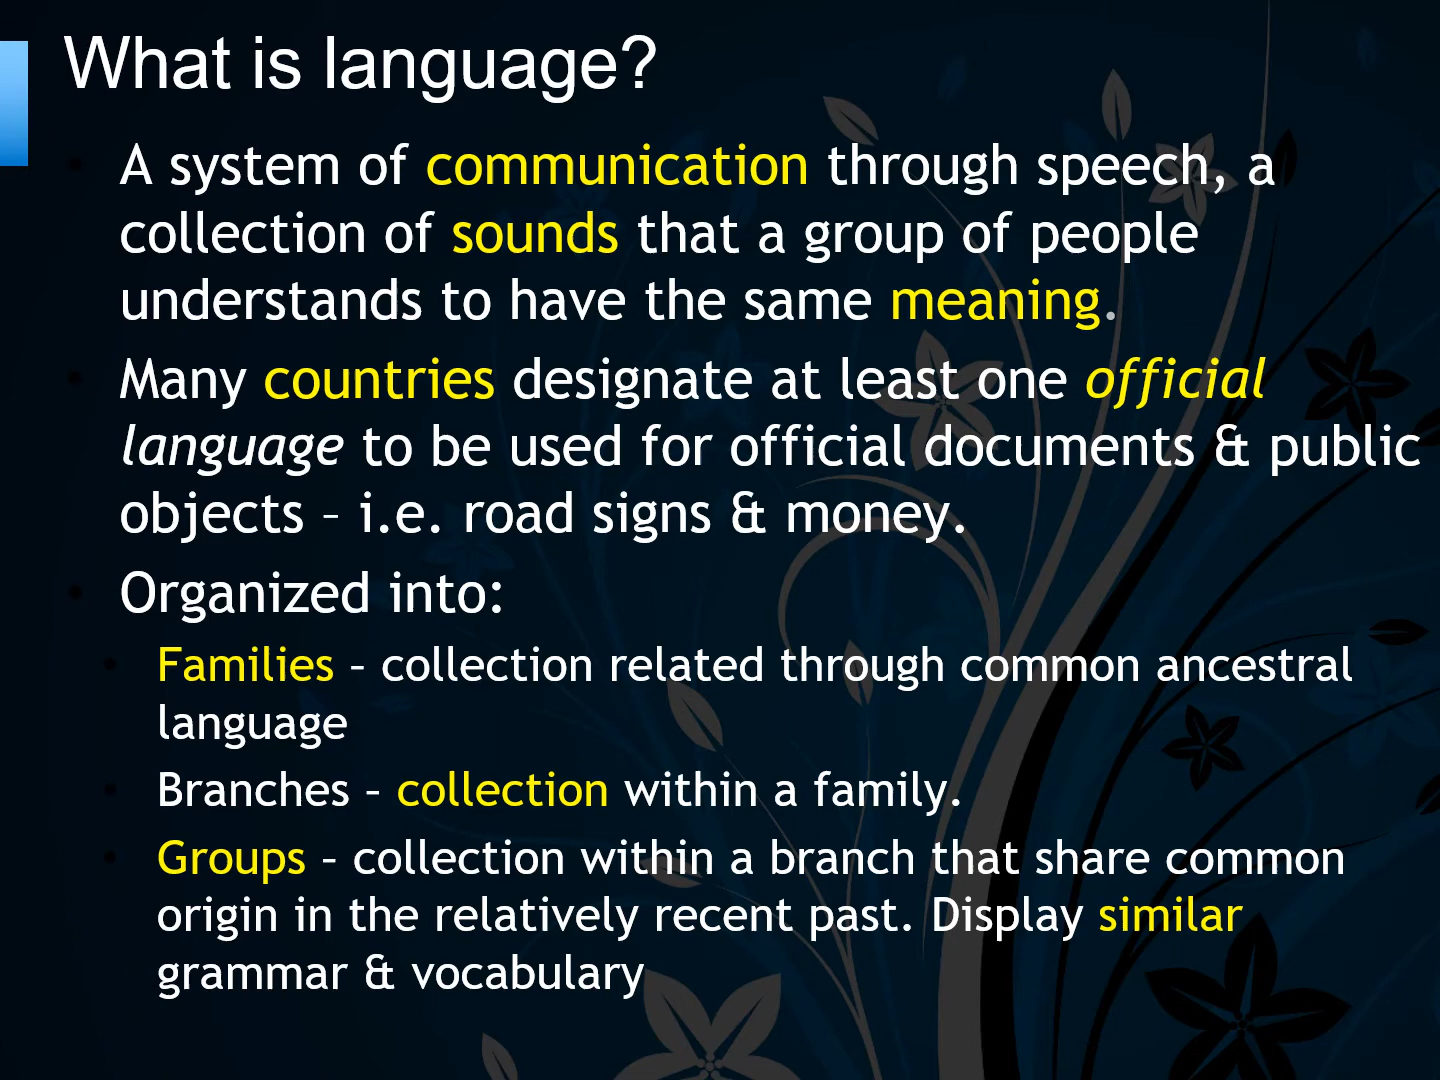 What is language?
A system of communication through speech, a
collection of sounds that a group of people
understands to have the same meaning.
Many countries designate at least one official
language to be used for official documents & public
objects – i.e. road signs & money.
Organized into:
Families – collection related through common ancestral
language
Branches – collection within a family.
Groups – collection within a branch that share common
origin in the relatively recent past. Display similar
grammar & vocabulary